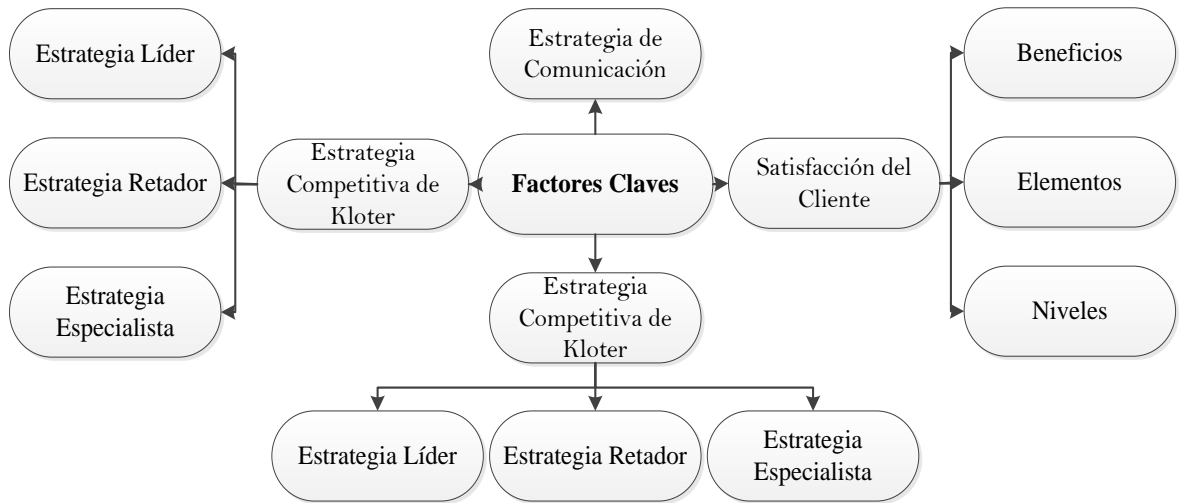 Estrategia de
Comunicación
Estrategia Líder
Beneficios
Estrategia Retador
Estrategia
Competitiva de
Kloter
Factores Claves
Satisfacción del
Cliente
Elementos
Estrategia
Especialista
Estrategia
Competitiva de
Kloter
Niveles
Estrategia Líder
Estrategia Retador
Estrategia
Especialista